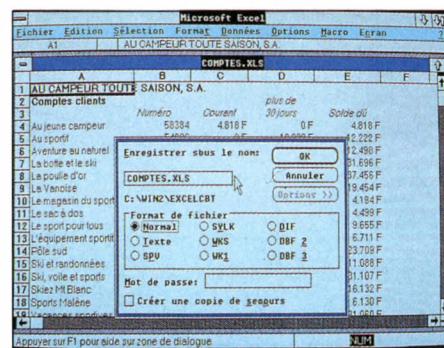 Microsoft Excel
Fichier Edition Sélection Format Données Options Macro Ecran ?
A1 AU CAMPEUR TOUTE SAISON, S.A.
COMPTES.XLS
A B C D E F
1 AU CAMPEUR TOUTE SAISON, S.A.
2 Comptes clients plus de
3 Numéro Courant 30 jours Solde dû
4 Au jeune campeur 58384 4.818 F 0 F 4.818 F
5 Au sportif 12.222 F
6 Aventure au naturel 12.498 F
7 La botte et le ski 31.696 F
8 La poulie d'or 37.456 F
9 La Vanoise 19.454 F
10 Le magasin du sport 4.184 F
11 Le sac à dos 4.499 F
12 Le sport pour tous 9.655 F
13 L'équipement sportif 6.711 F
14 Pôle sud 23.709 F
15 Ski et randonnées 11.088 F
16 Ski, voile et sports 31.107 F
17 Skiez Mt Blanc 16.132 F
18 Sports Malène 6.130 F
19 Vacances sportives
Enregistrer sous le nom:
OK
COMPTES.XLS
Annuler
C:\WIN2\EXCELCBT
Options >>
Format de fichier
Normal SYLK DIF
Texte WKS DBF 2
SPV WK1 DBF 3
Mot de passe:
Créer une copie de secours
Appuyer sur F1 pour aide sur zone de dialogue. NUM